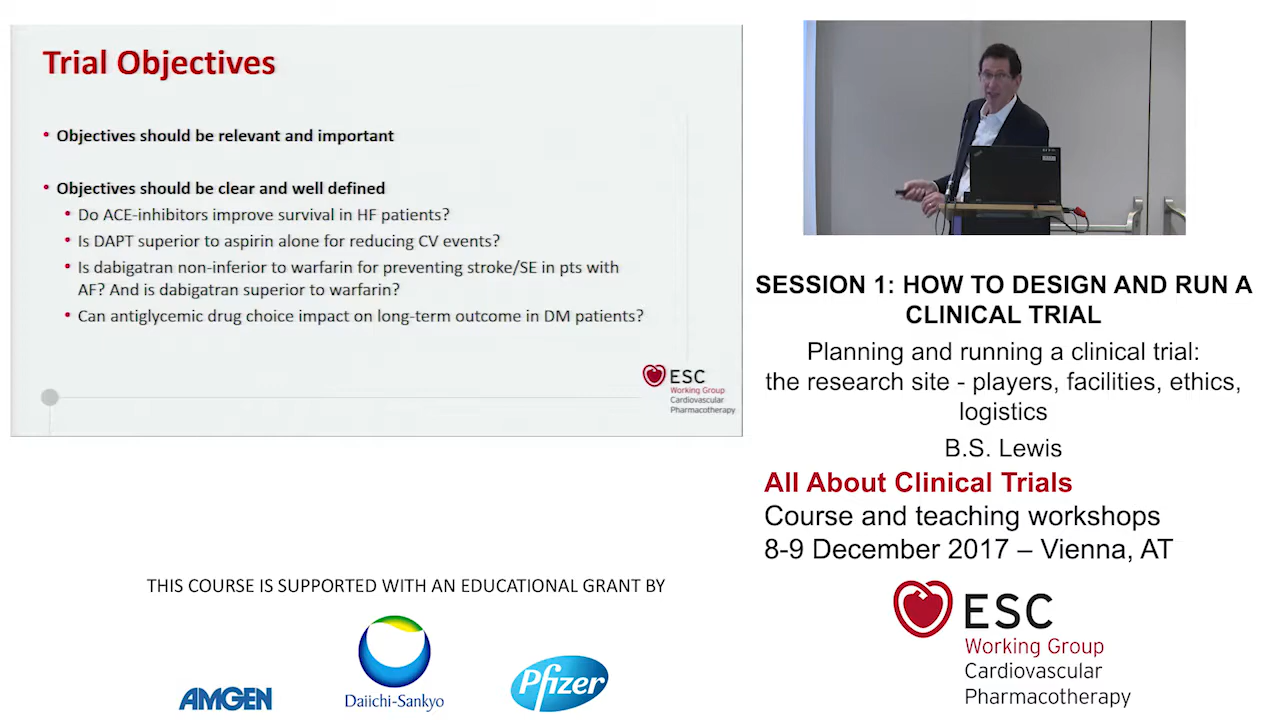 Trial Objectives
• Objectives should be relevant and important
• Objectives should be clear and well defined
• Do ACE-inhibitors improve survival in HF patients?
• Is DAPT superior to aspirin alone for reducing CV events?
• Is dabigatran non-inferior to warfarin for preventing stroke/SE in pts with
AF? And is dabigatran superior to warfarin?
• Can antiglycemic drug choice impact on long-term outcome in DM patients?
ESC
Working Group
Cardiovascular
Pharmacotherapy
SESSION 1: HOW TO DESIGN AND RUN A
CLINICAL TRIAL
Planning and running a clinical trial:
the research site - players, facilities, ethics,
logistics
B.S. Lewis
All About Clinical Trials
Course and teaching workshops
8-9 December 2017 – Vienna, AT
THIS COURSE IS SUPPORTED WITH AN EDUCATIONAL GRANT BY
AMGEN
Daiichi-Sankyo
Pfizer
ESC
Working Group
Cardiovascular
Pharmacotherapy